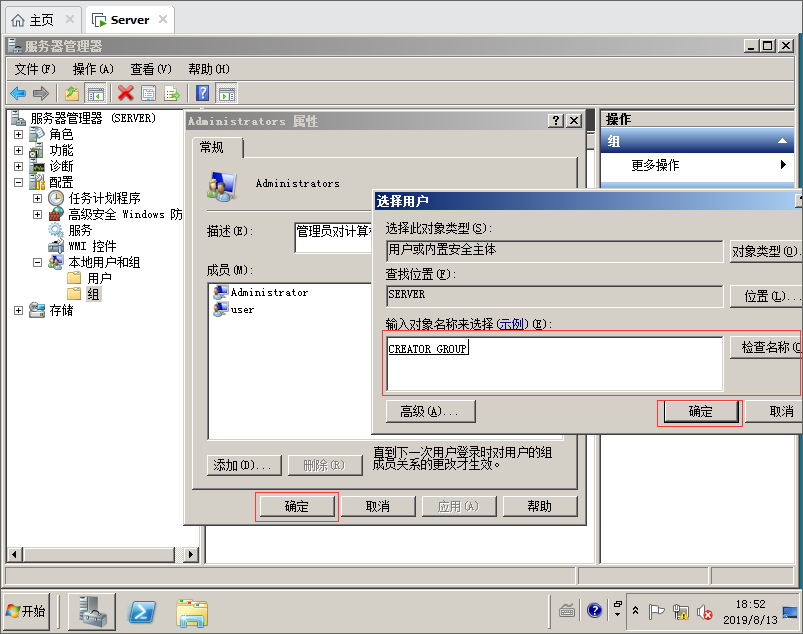 主页
Server
服务器管理器
文件(F) 操作(A) 查看(V) 帮助(H)
服务器管理器 (SERVER)
角色
功能
诊断
配置
任务计划程序
高级安全 Windows 防
服务
WMI 控件
本地用户和组
用户
组
存储
Administrators 属性
常规
Administrators
描述(E):
管理员对计算
成员(M):
Administrator
user
添加(D)...
删除(R)
直到下一次用户登录时对用户的组
成员关系的更改才生效。
确定
取消
应用(A)
帮助
选择用户
选择此对象类型(S):
用户或内置安全主体
对象类型(O).
查找位置(F):
SERVER
位置(L)...
输入对象名称来选择(示例)(E):
CREATOR GROUP
检查名称(C
高级(A)...
确定
取消
操作
组
更多操作
开始
18:52
2019/8/13